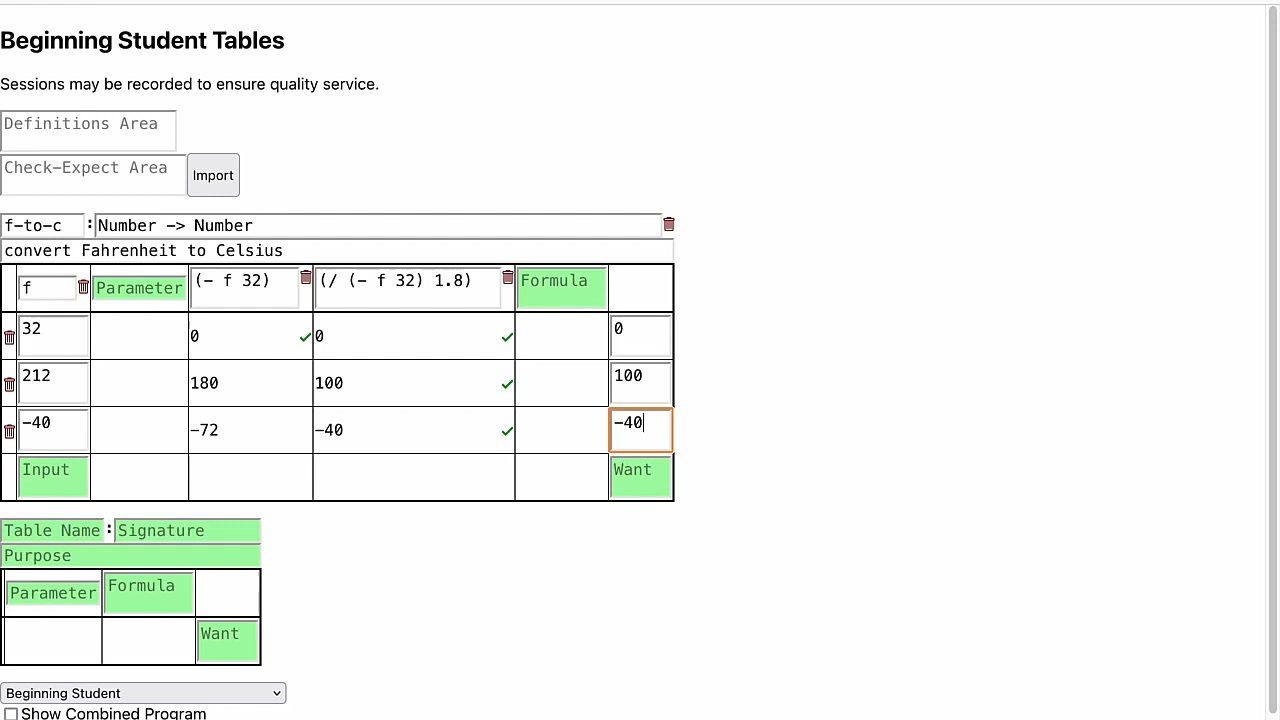 Beginning Student Tables
Sessions may be recorded to ensure quality service.
Definitions Area
Check-Expect Area Import
f-to-c : Number -> Number
convert Fahrenheit to Celsius
f Parameter (- f 32) (/ (- f 32) 1.8) Formula
32 0 0 0
212 180 100 100
-40 -72 -40 -40
Input Want
Table Name : Signature
Purpose
Parameter Formula
Want
Beginning Student
Show Combined Program